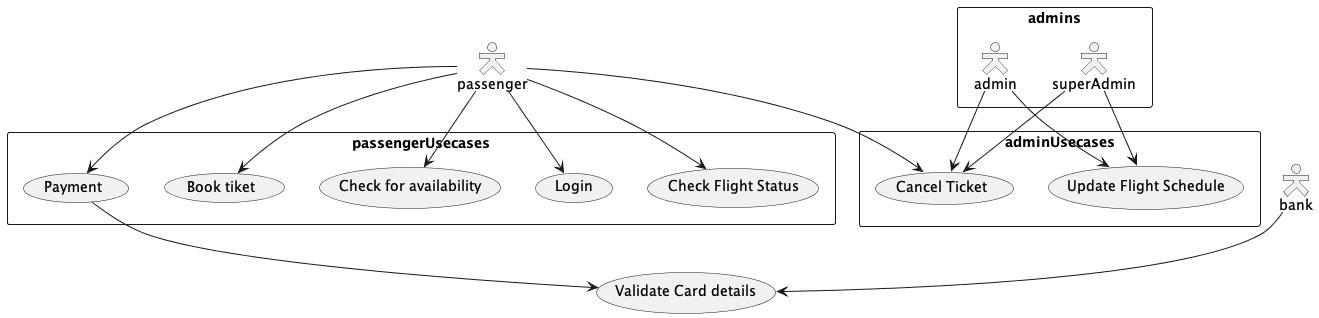 admins
passenger
admin
superAdmin
passengerUsecases
adminUsecases
Payment
Book tiket
Check for availability
Login
Check Flight Status
Cancel Ticket
Update Flight Schedule
bank
Validate Card details